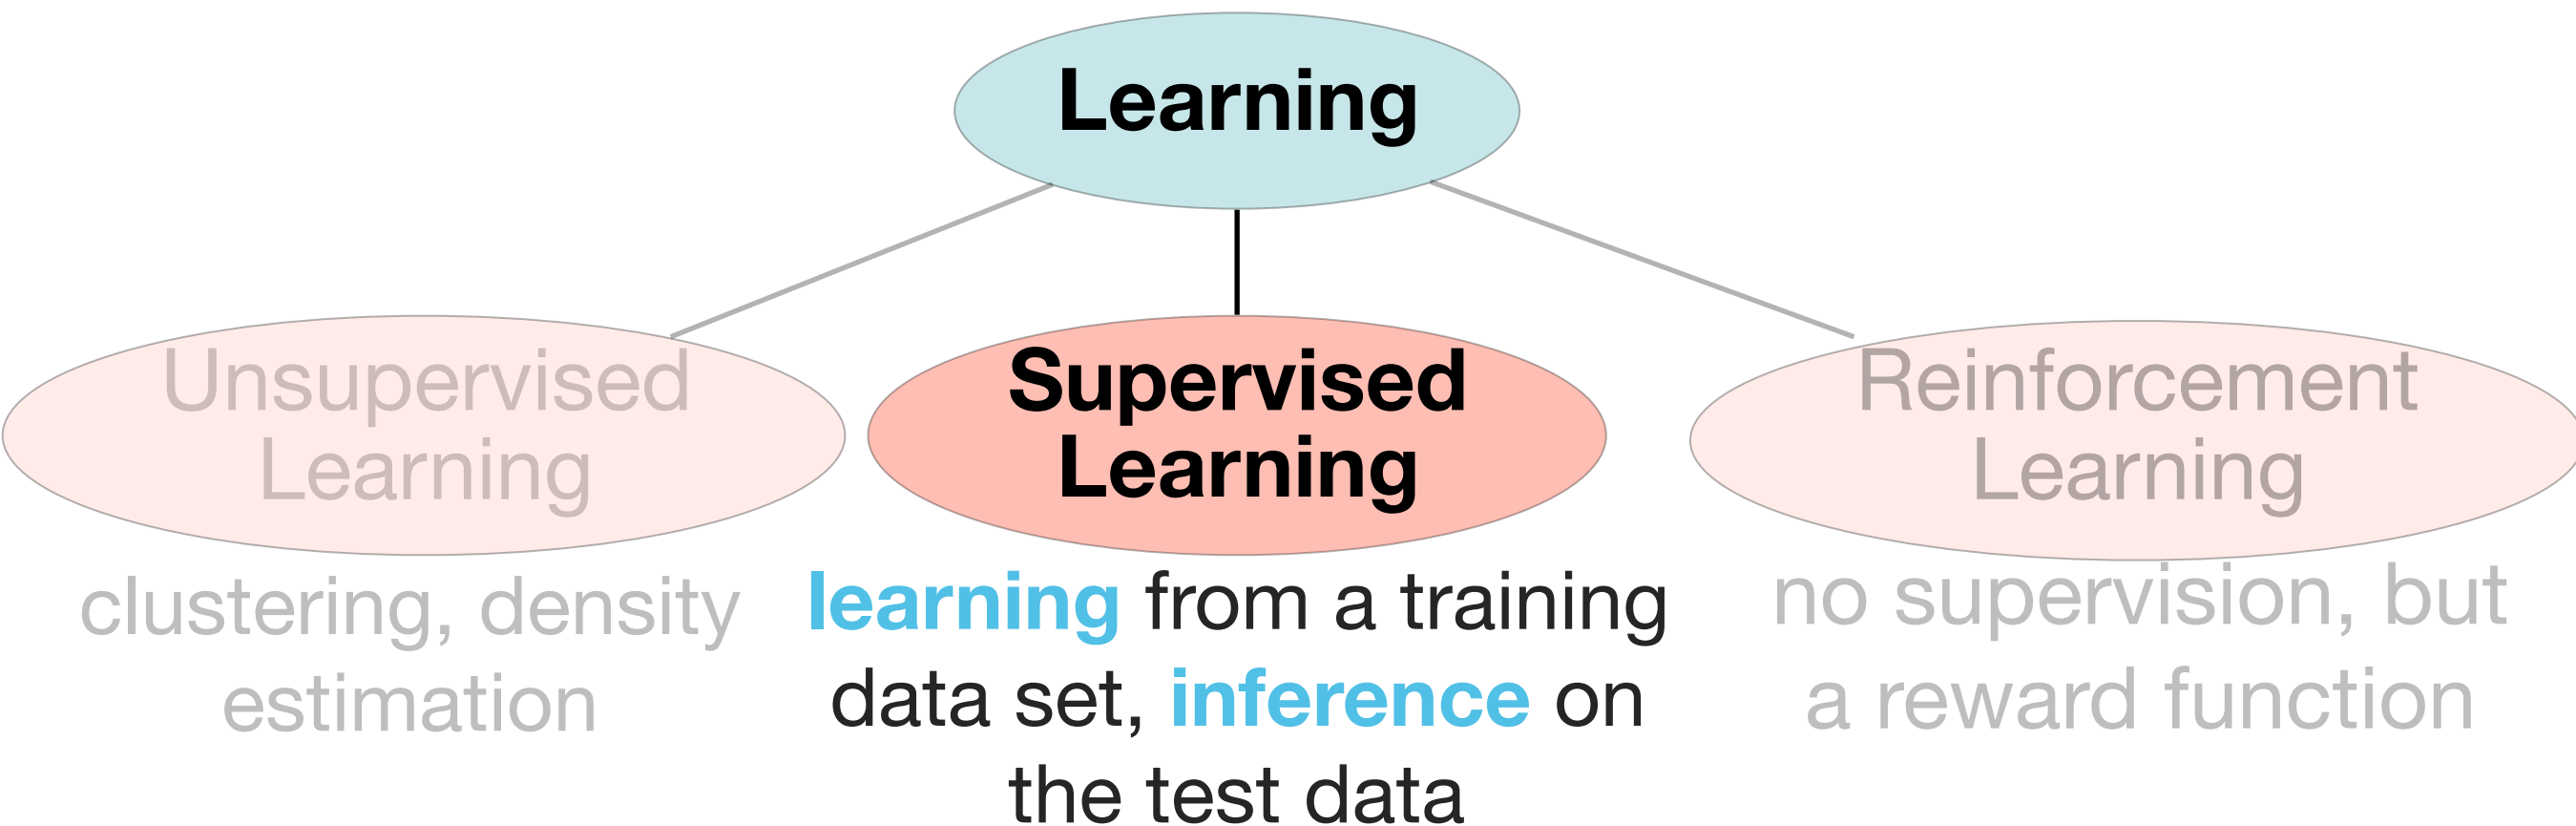 Learning
Unsupervised
Learning
clustering, density
estimation
Supervised
Learning
learning from a training
data set, inference on
the test data
Reinforcement
Learning
no supervision, but
a reward function